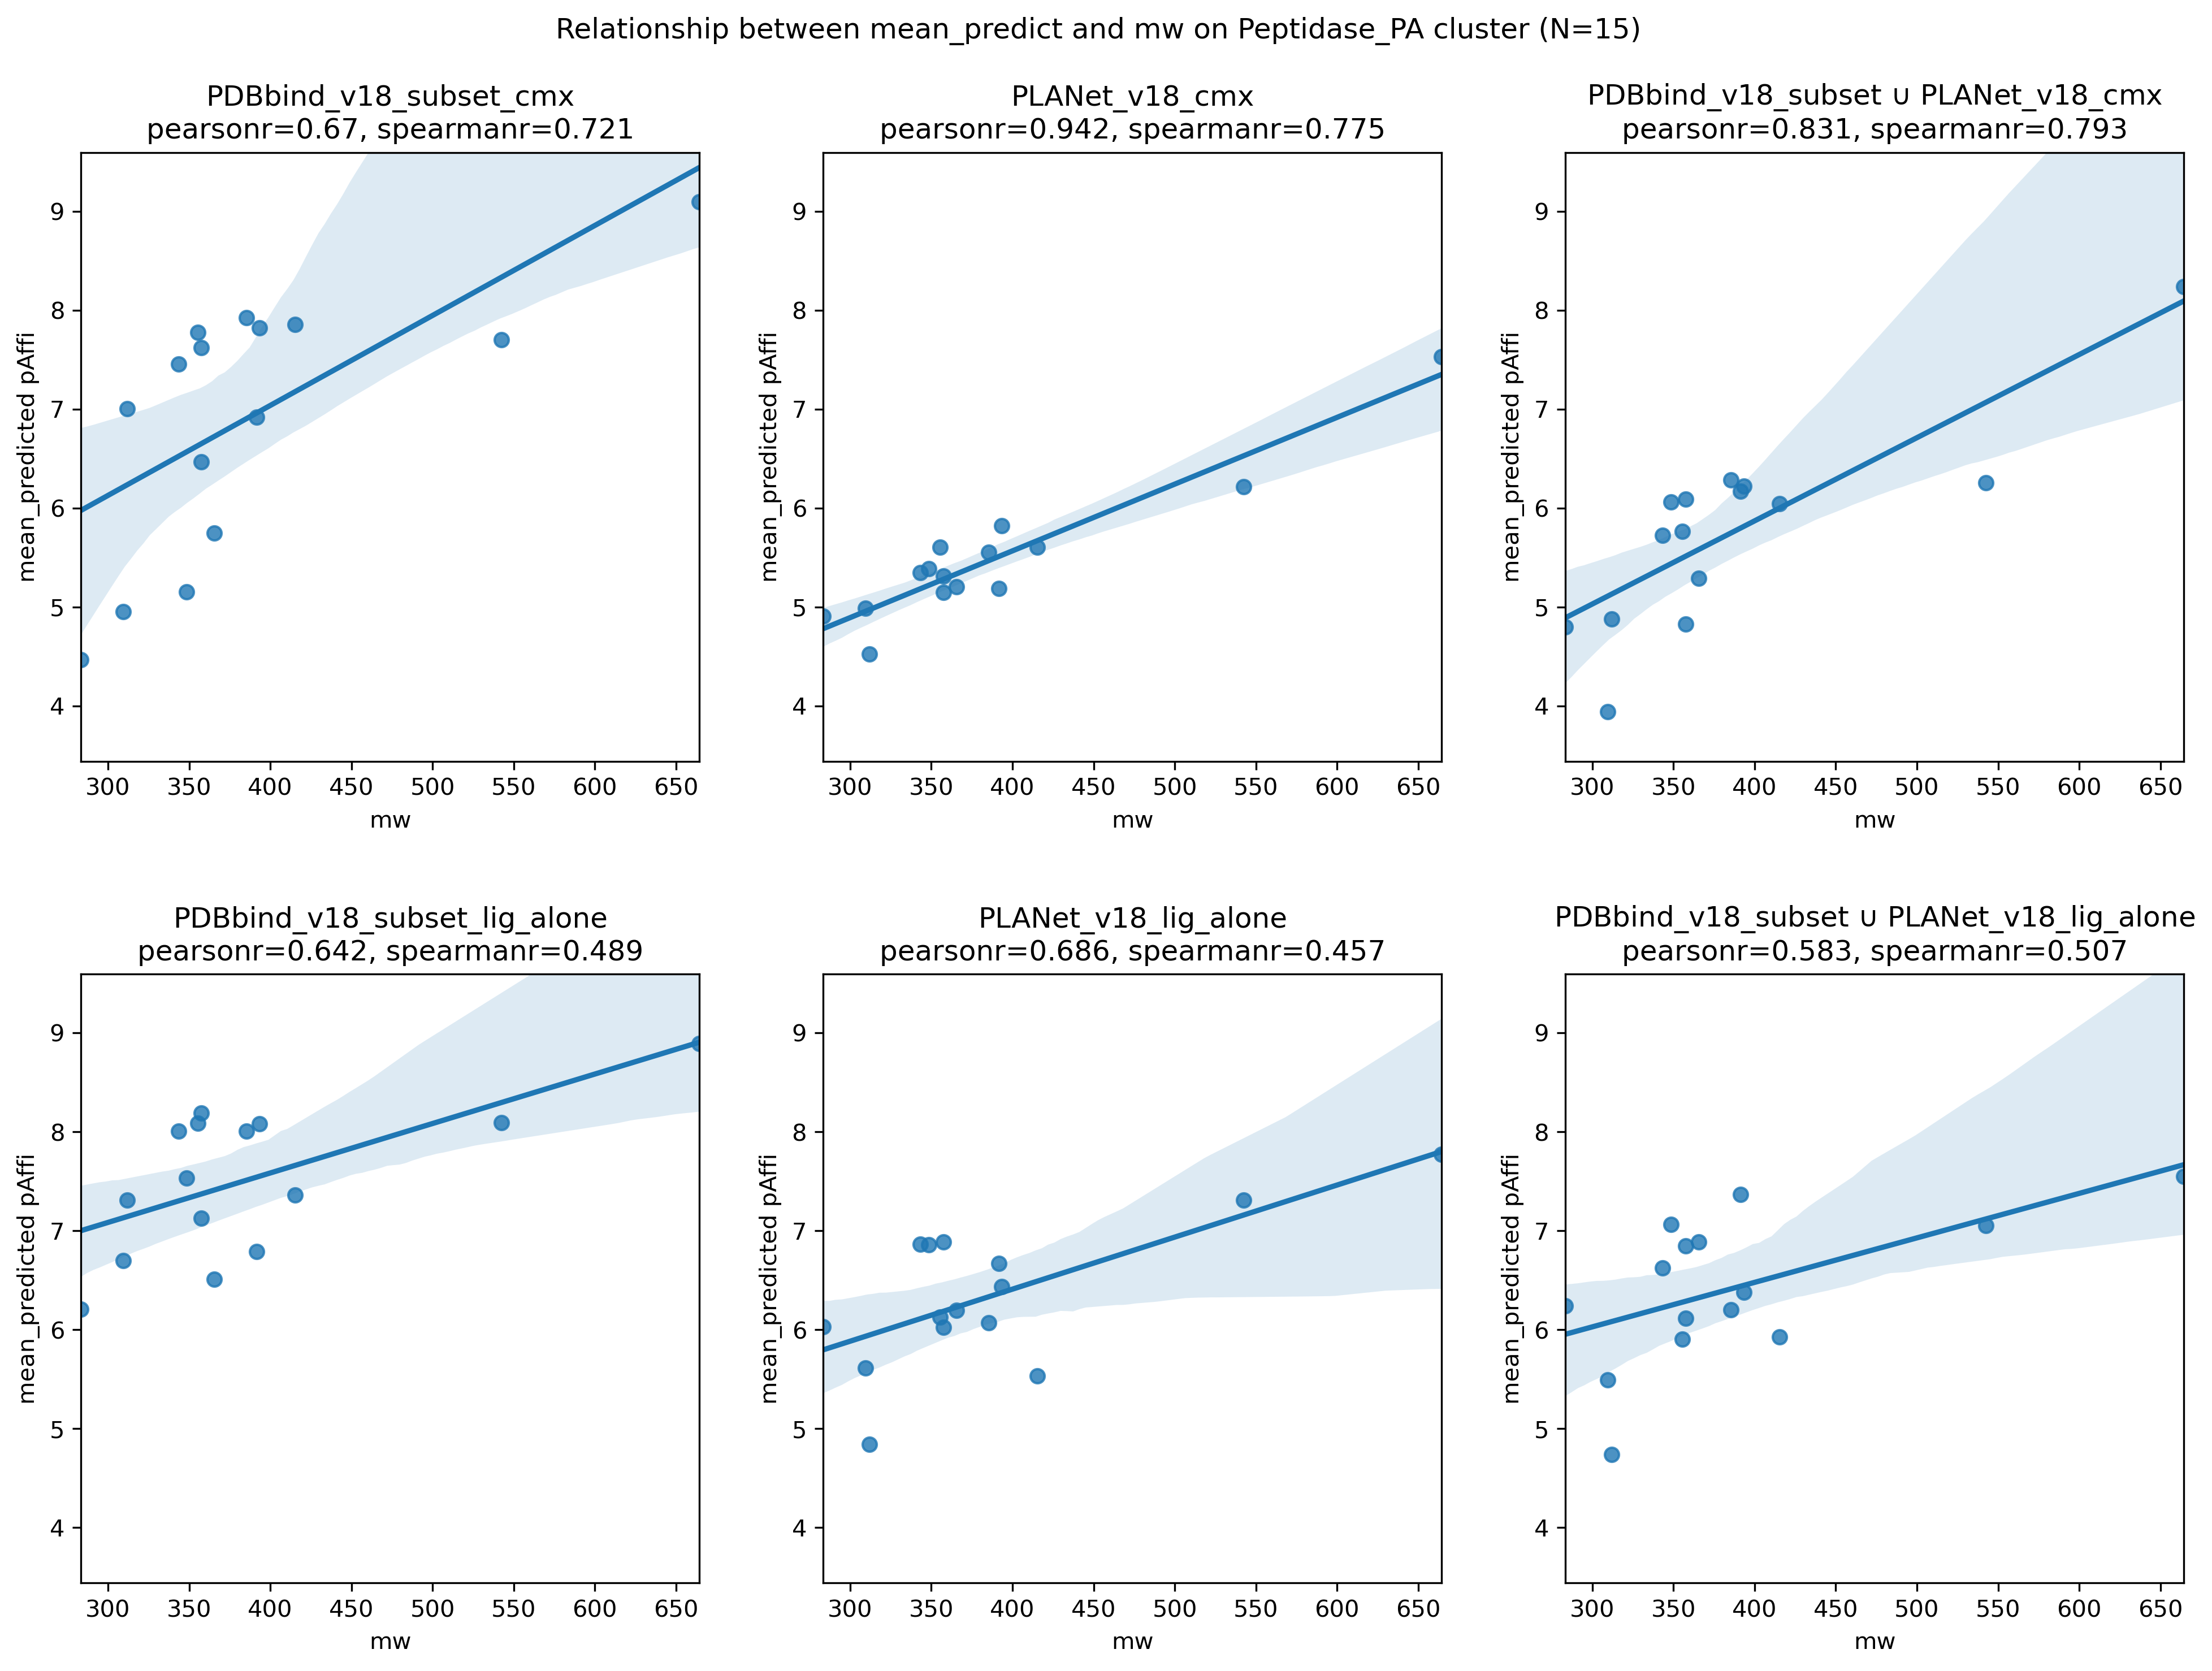 Relationship between mean_predict and mw on Peptidase_PA cluster (N=15)
PDBbind_v18_subset_cmx
pearsonr=0.67, spearmanr=0.721
mean_predicted pAffi
9
8
7
6
5
4
300 350 400 450 500 550 600 650
mw
PLANet_v18_cmx
pearsonr=0.942, spearmanr=0.775
mean_predicted pAffi
9
8
7
6
5
4
300 350 400 450 500 550 600 650
mw
PDBbind_v18_subset ∪ PLANet_v18_cmx
pearsonr=0.831, spearmanr=0.793
mean_predicted pAffi
9
8
7
6
5
4
300 350 400 450 500 550 600 650
mw
PDBbind_v18_subset_lig_alone
pearsonr=0.642, spearmanr=0.489
mean_predicted pAffi
9
8
7
6
5
4
300 350 400 450 500 550 600 650
mw
PLANet_v18_lig_alone
pearsonr=0.686, spearmanr=0.457
mean_predicted pAffi
9
8
7
6
5
4
300 350 400 450 500 550 600 650
mw
PDBbind_v18_subset ∪ PLANet_v18_lig_alone
pearsonr=0.583, spearmanr=0.507
mean_predicted pAffi
9
8
7
6
5
4
300 350 400 450 500 550 600 650
mw